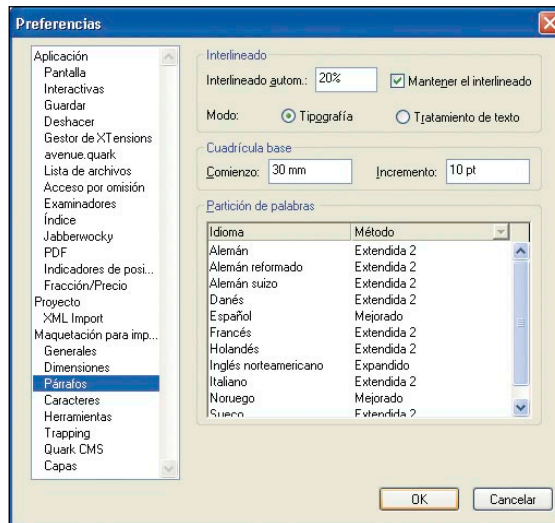 Preferencias
Aplicación
Pantalla
Interactivas
Guardar
Deshacer
Gestor de XTensions
avenue.quark
Lista de archivos
Acceso por omisión
Examinadores
Índice
Jabberwocky
PDF
Indicadores de posi...
Fracción/Precio
Proyecto
XML Import
Maquetación para imp...
Generales
Dimensiones
Párrafos
Caracteres
Herramientas
Trapping
Quark CMS
Capas
Interlineado
Interlineado autom.: 20% Mantener el interlineado
Modo: Tipografía Tratamiento de texto
Cuadrícula base
Comienzo: 30 mm Incremento: 10 pt
Partición de palabras
Idioma Método
Alemán Extendida 2
Alemán reformado Extendida 2
Alemán suizo Extendida 2
Danés Extendida 2
Español Mejorado
Francés Extendida 2
Holandés Extendida 2
Inglés norteamericano Expandido
Italiano Extendida 2
Noruego Mejorado
Sueco Extendida 2
OK Cancelar